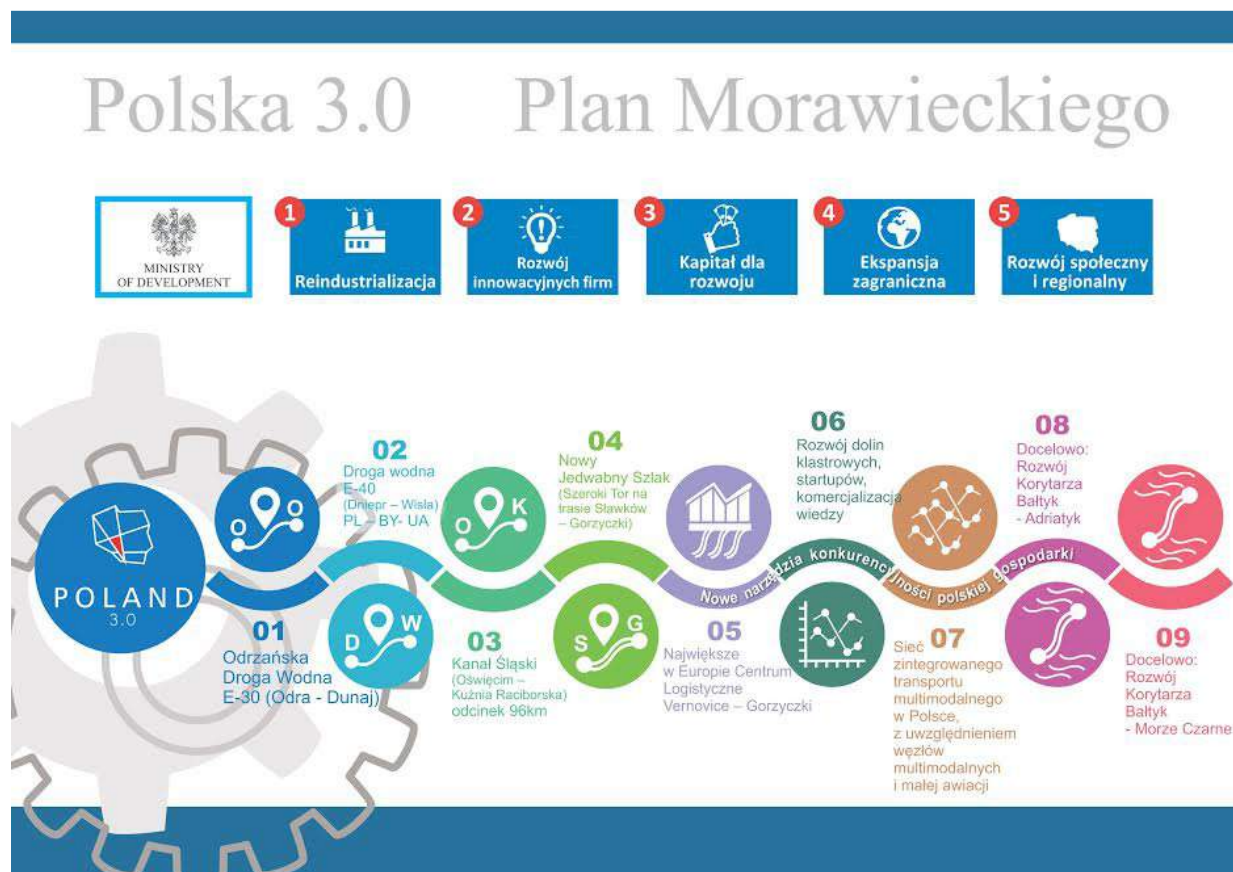 Polska 3.0 Plan Morawieckiego
MINISTRY
OF DEVELOPMENT
1
Reindustrializacja
2
Rozwój
innowacyjnych firm
3
Kapitał dla
rozwoju
4
Ekspansja
zagraniczna
5
Rozwój społeczny
i regionalny
POLAND
3.0
O O
01
Odrzańska
Droga Wodna
E-30 (Odra - Dunaj)
02
Droga wodna
E-40
(Dniepr – Wisla)
PL – BY- UA
D W
O K
03
Kanał Śląski
(Oświęcim –
Kuźnia Raciborska)
odcinek 96km
04
Nowy
Jedwabny Szlak
(Szeroki Tor na
trasie Sławków
– Gorzyczki)
S G
05
Największe
w Europie Centrum
Logistyczne
Vernovice – Gorzyczki
06
Rozwój dolin
klastrowych,
startupów,
komercjalizacja
wiedzy
Nowe narzędzia konkurencyjności polskiej gospodarki
07
Sieć
zintegrowanego
transportu
multimodalnego
w Polsce,
z uwzględnieniem
węzłów
multimodalnych
i małej awiacji
08
Docelowo:
Rozwój
Korytarza
Bałtyk
- Adriatyk
09
Docelowo:
Rozwój
Korytarza
Bałtyk
- Morze Czarne